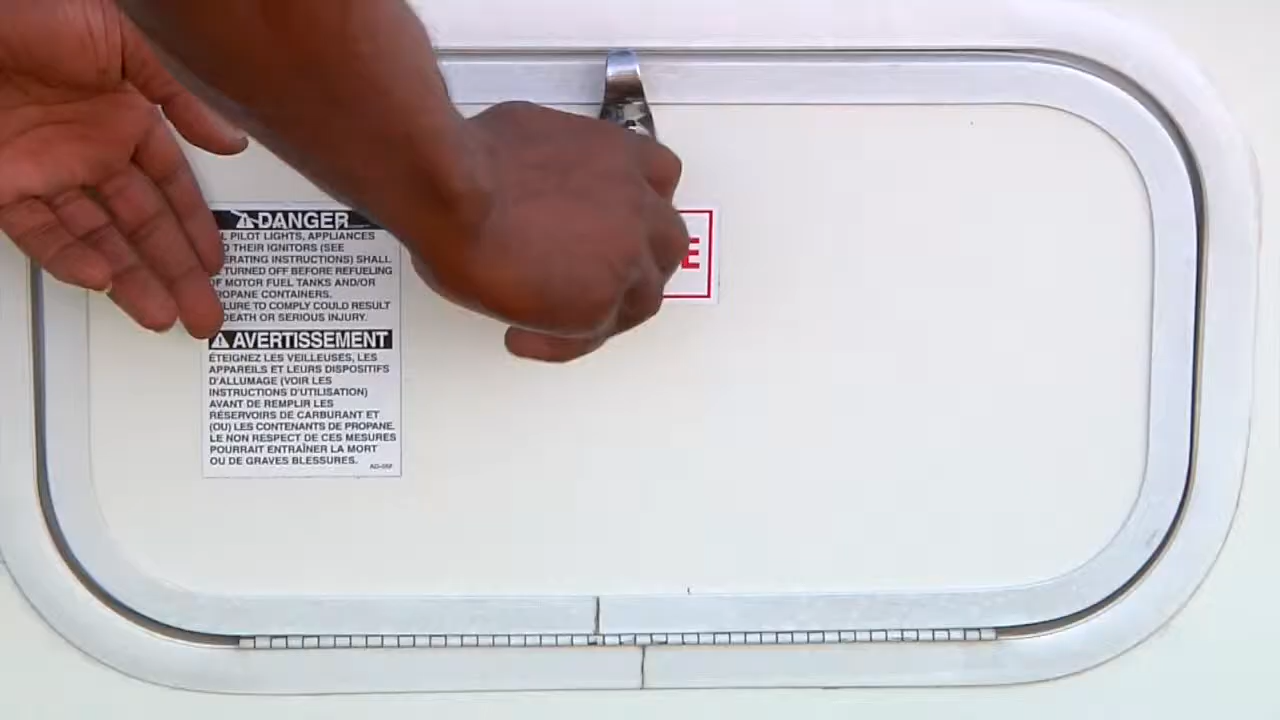 DANGER
PILOT LIGHTS, APPLIANCES
THEIR IGNITORS (SEE
ERATING INSTRUCTIONS) SHALL
TURNED OFF BEFORE REFUELING
OF MOTOR FUEL TANKS AND/OR
ROPANE CONTAINERS.
LURE TO COMPLY COULD RESULT
DEATH OR SERIOUS INJURY.
E
AVERTISSEMENT
ÉTEIGNEZ LES VEILLEUSES, LES
APPAREILS ET LEURS DISPOSITIFS
D'ALLUMAGE (VOIR LES
INSTRUCTIONS D'UTILISATION)
AVANT DE REMPLIR LES
RÉSERVOIRS DE CARBURANT ET
(OU) LES CONTENANTS DE PROPANE.
LE NON RESPECT DE CES MESURES
POURRAIT ENTRAÎNER LA MORT
OU DE GRAVES BLESSURES.